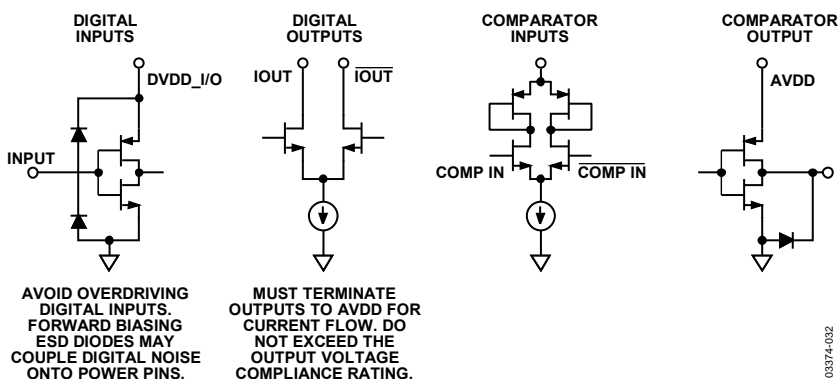 DIGITAL
INPUTS
DVDD_I/O
INPUT
AVOID OVERDRIVING
DIGITAL INPUTS.
FORWARD BIASING
ESD DIODES MAY
COUPLE DIGITAL NOISE
ONTO POWER PINS.
DIGITAL
OUTPUTS
IOUT
IOUT
MUST TERMINATE
OUTPUTS TO AVDD FOR
CURRENT FLOW. DO
NOT EXCEED THE
OUTPUT VOLTAGE
COMPLIANCE RATING.
COMPARATOR
INPUTS
COMP IN
COMP IN
COMPARATOR
OUTPUT
AVDD
03374-032